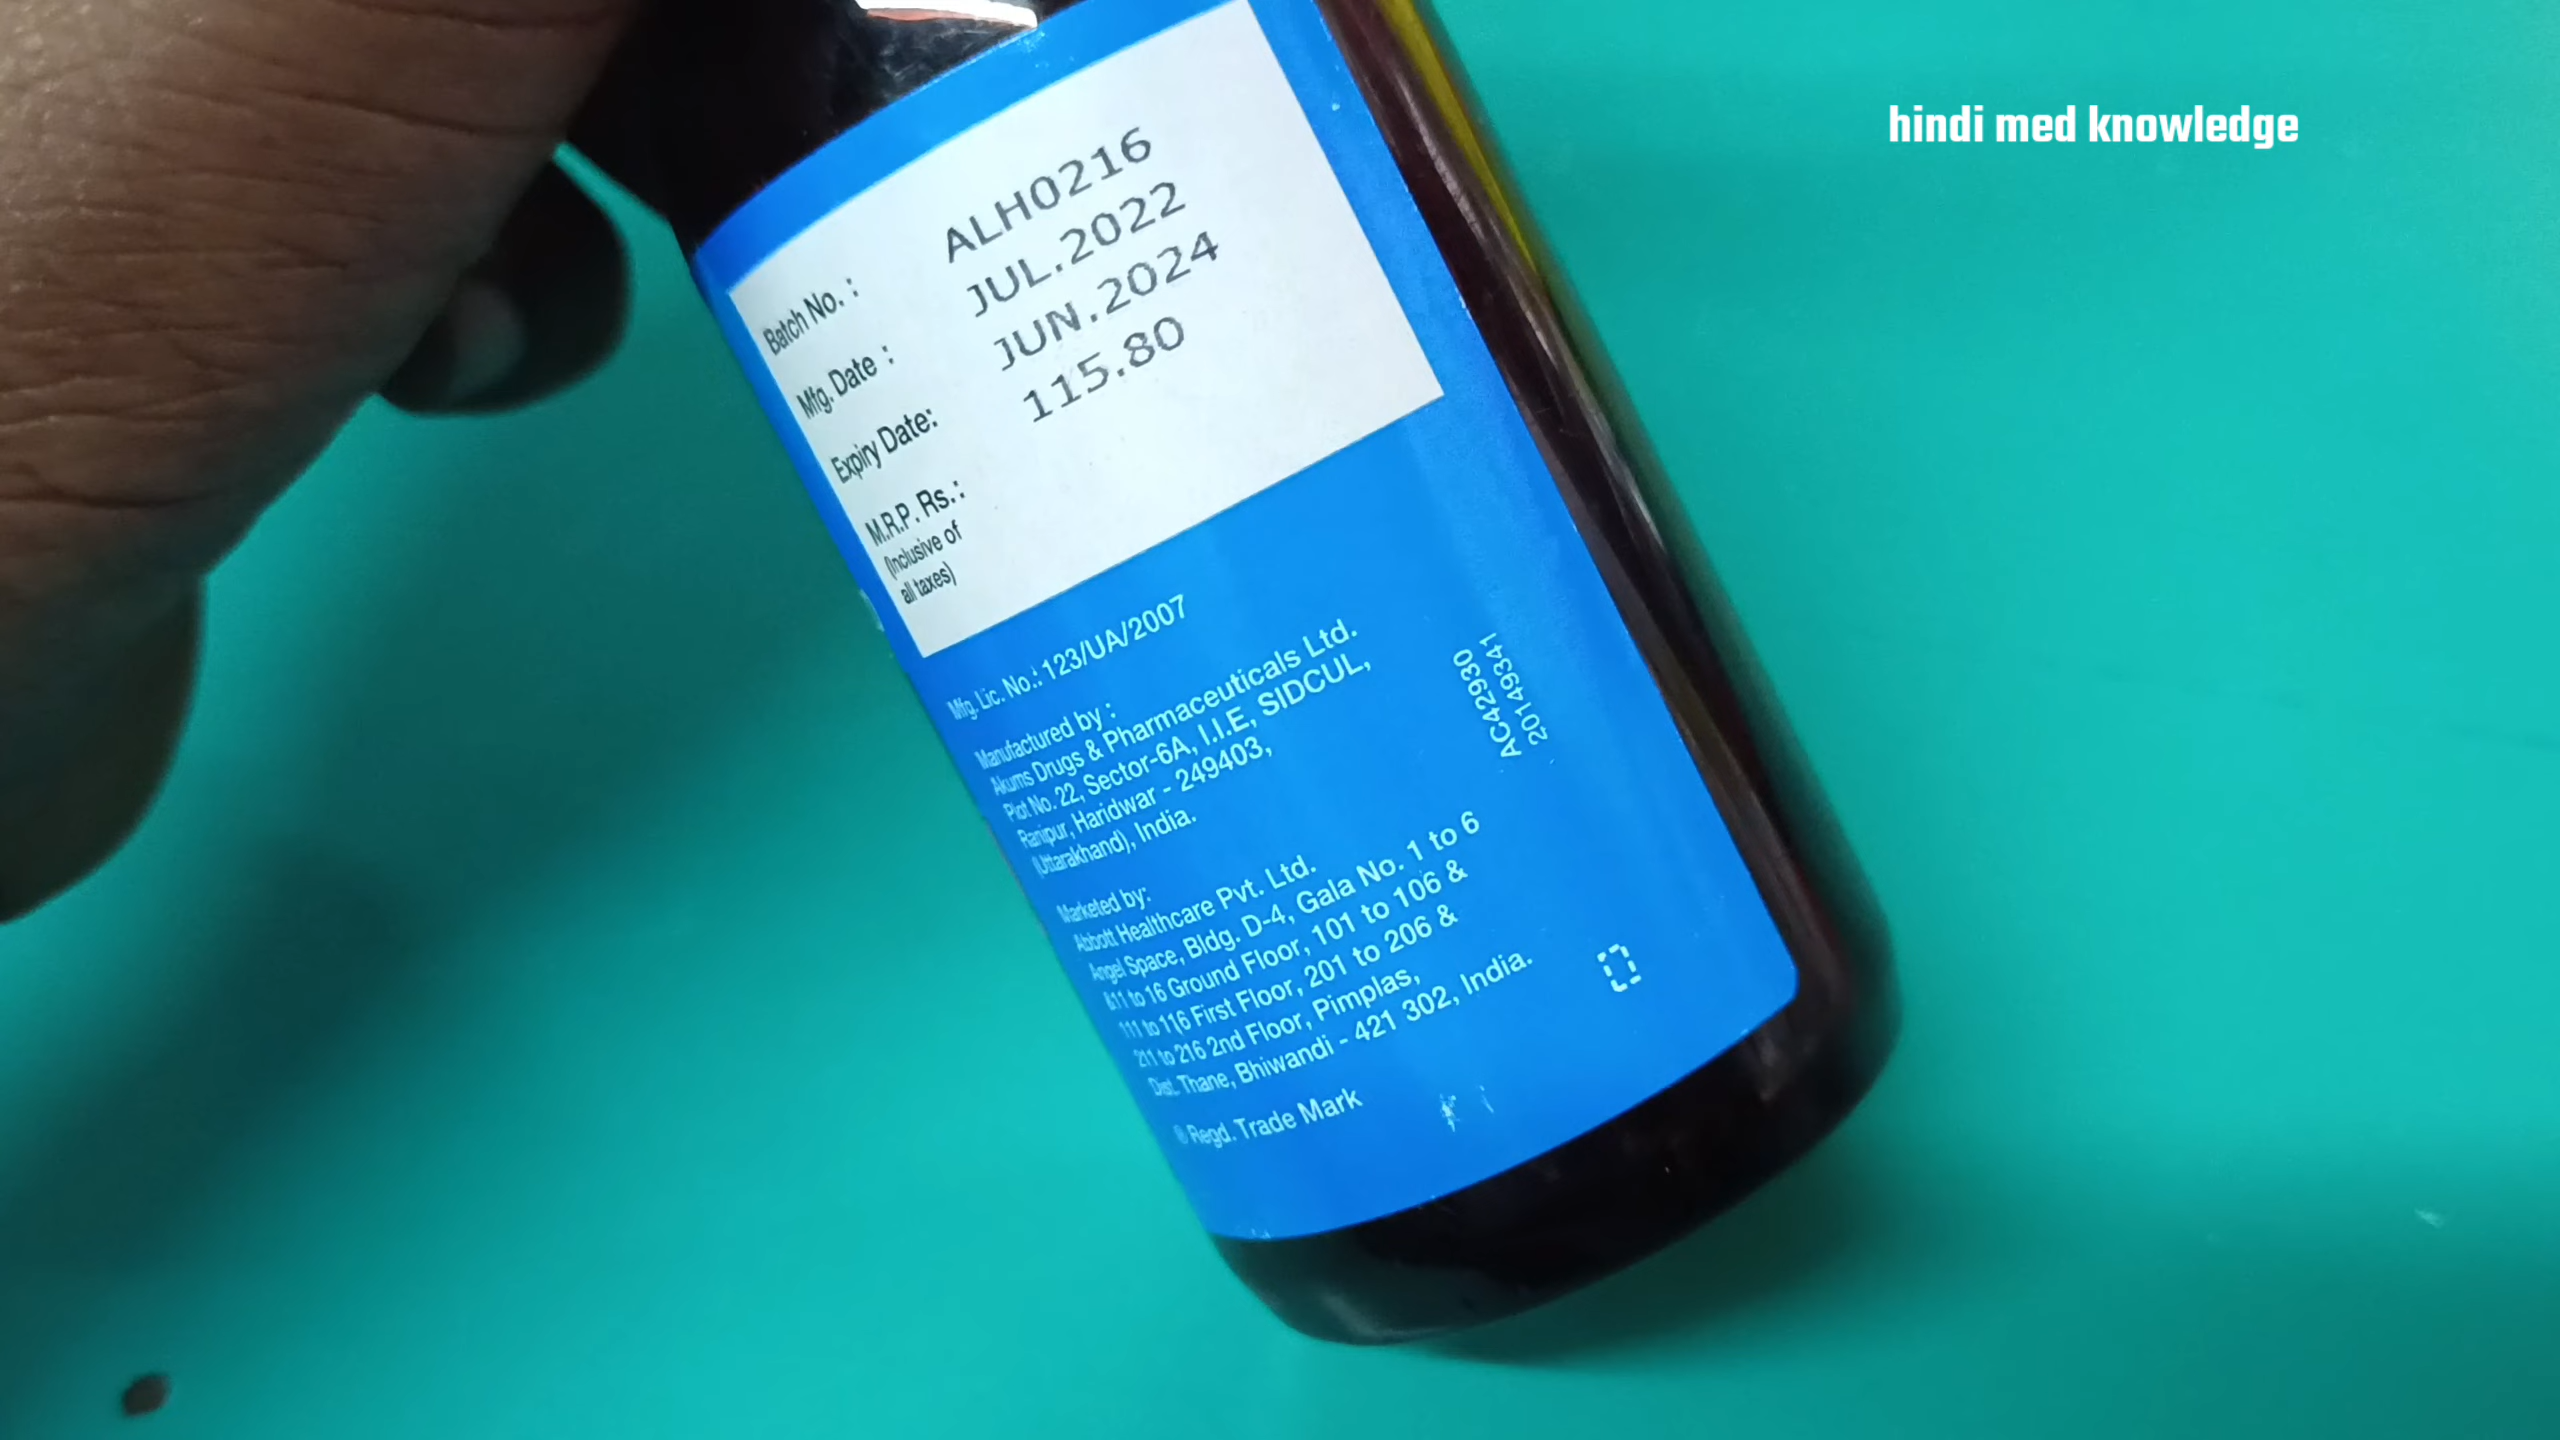 hindi med knowledge
Batch No. : ALH0216
Mfg. Date : JUL.2022
Expiry Date: JUN.2024
M.R.P. Rs.: 115.80
(Inclusive of
all taxes)
Mfg. Lic. No.: 123/UA/2007
Manufactured by :
Akums Drugs & Pharmaceuticals Ltd.
Plot No. 22, Sector-6A, I.I.E, SIDCUL,
Ranipur, Haridwar - 249403,
(Uttarakhand), India.
Marketed by:
Abbott Healthcare Pvt. Ltd.
Angel Space, Bldg. D-4, Gala No. 1 to 6
&11 to 16 Ground Floor, 101 to 106 &
111 to 116 First Floor, 201 to 206 &
211 to 216 2nd Floor, Pimplas,
Dist. Thane, Bhiwandi - 421 302, India.
® Regd. Trade Mark
AC42930
20149341